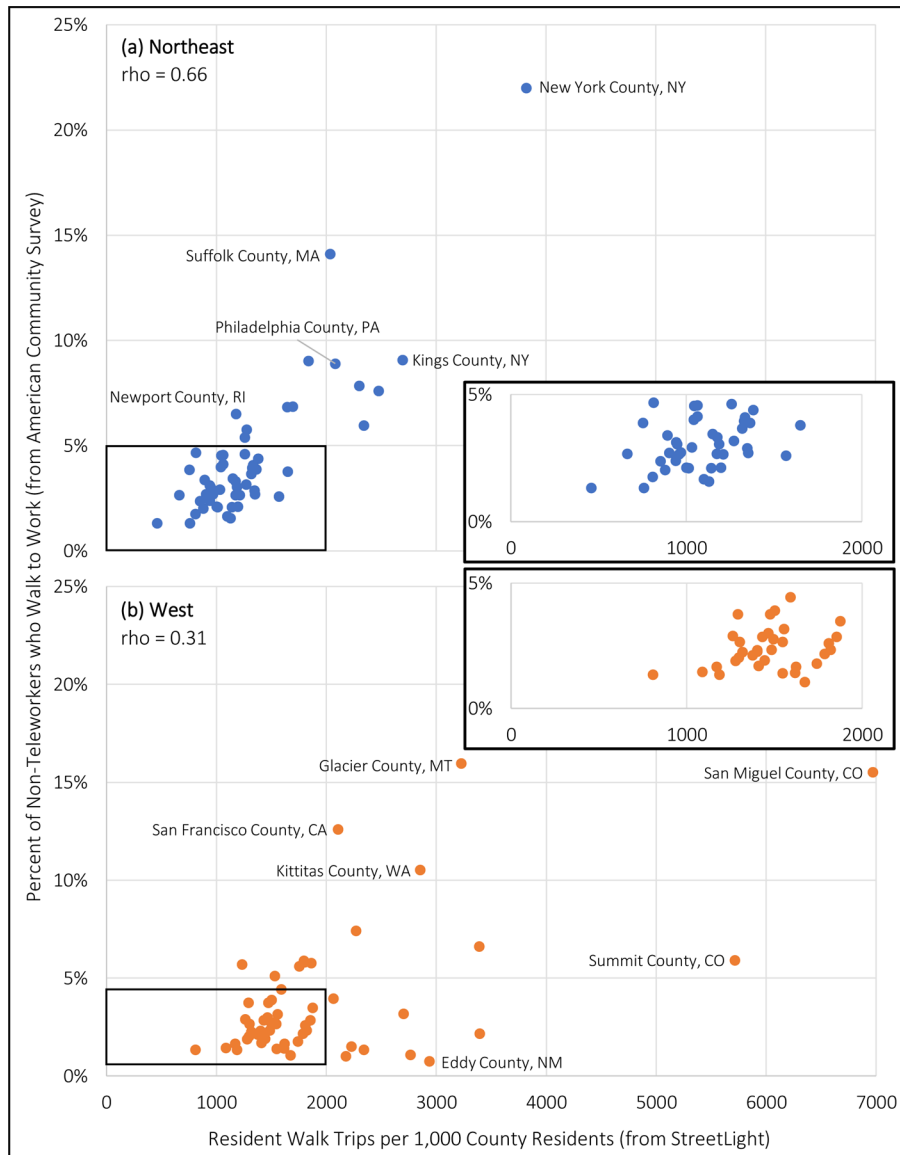 Percent of Non-Teleworkers who Walk to Work (from American Community Survey)
25%
(a) Northeast
rho = 0.66
New York County, NY
20%
15%
Suffolk County, MA
Philadelphia County, PA
10%
Kings County, NY
Newport County, RI
5%
0%
5%
0%
0
1000
2000
25%
(b) West
rho = 0.31
5%
0%
0
1000
2000
20%
Glacier County, MT
San Miguel County, CO
15%
San Francisco County, CA
Kittitas County, WA
10%
Summit County, CO
5%
Eddy County, NM
0%
0
1000
2000
3000
4000
5000
6000
7000
Resident Walk Trips per 1,000 County Residents (from StreetLight)